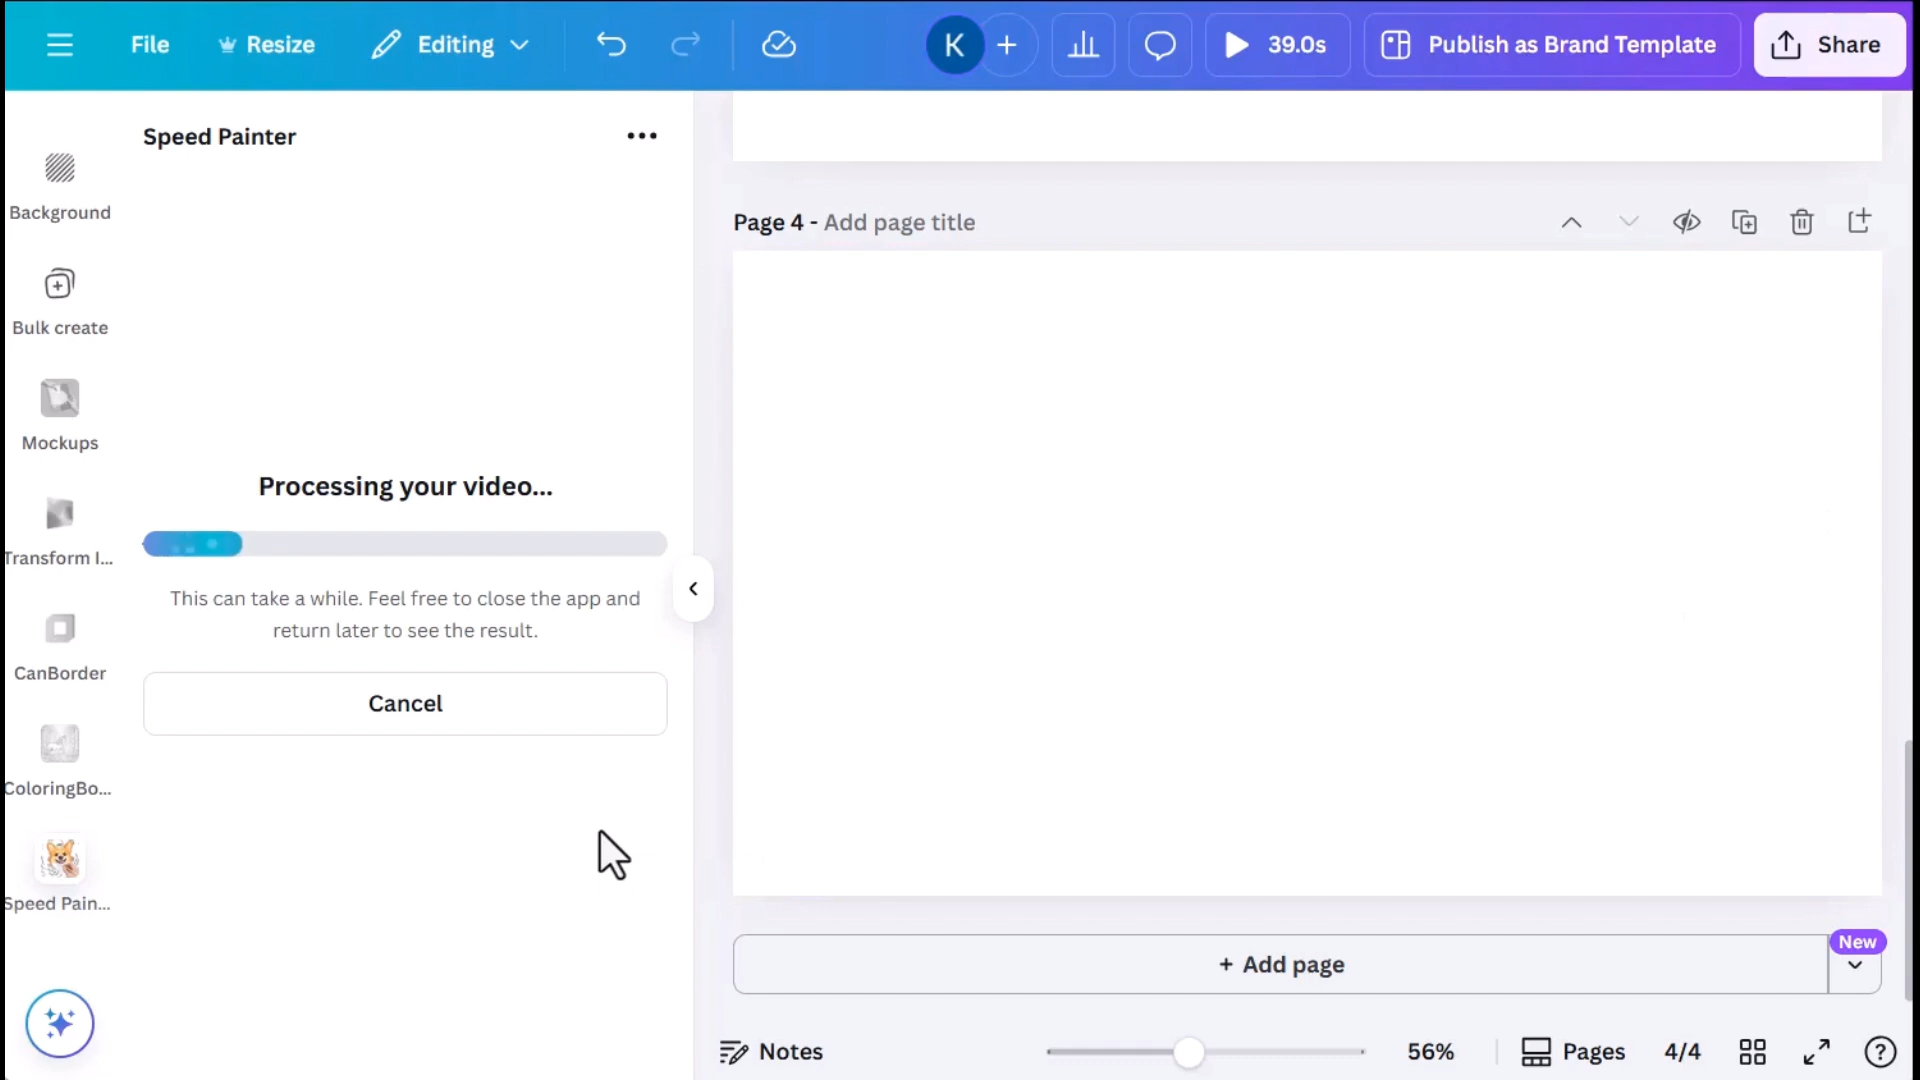 File
Resize
Editing
K
39.0s
Publish as Brand Template
Share
Speed Painter
Background
Bulk create
Mockups
Transform I...
CanBorder
ColoringBo...
Speed Pain...
Processing your video...
This can take a while. Feel free to close the app and
return later to see the result.
Cancel
Page 4 - Add page title
+ Add page
New
Notes
56%
Pages
4/4
?